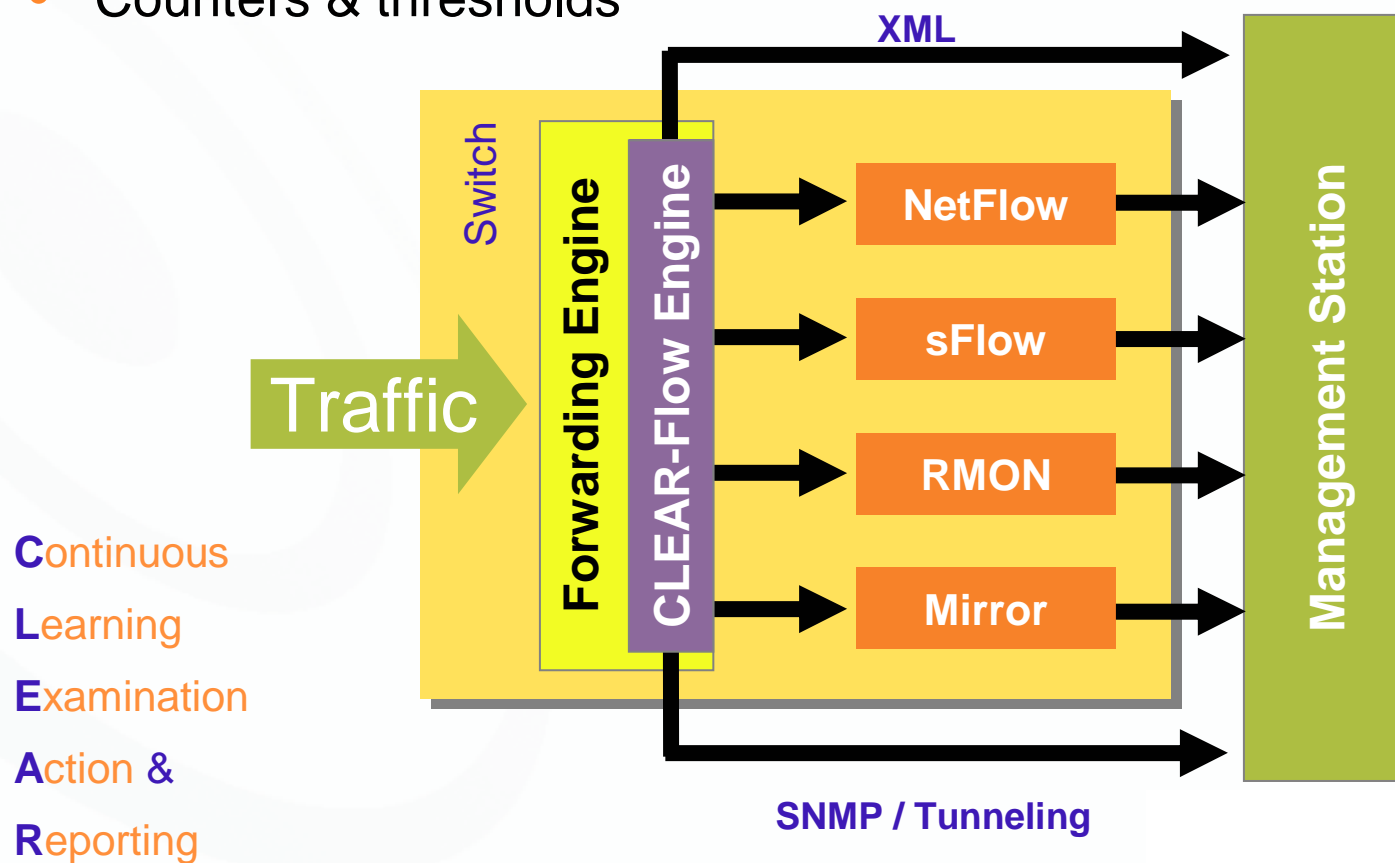 • Counters & thresholds
XML
Switch
Forwarding Engine
CLEAR-Flow Engine
NetFlow
sFlow
RMON
Mirror
Management Station
Traffic
SNMP / Tunneling
Continuous
Learning
Examination
Action &
Reporting